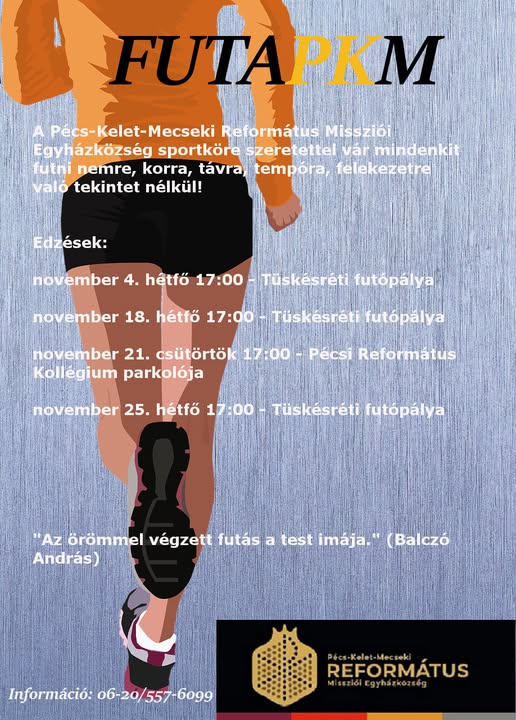 FUTAPKM
A Pécs-Kelet-Mecseki Református Missziói
Egyházközség sportköre szeretettel vár mindenkit
futni nemre, korra, távra, tempóra, felekezetre
való tekintet nélkül!
Edzések:
november 4. hétfő 17:00 - Tüskésréti futópálya
november 18. hétfő 17:00 - Tüskésréti futópálya
november 21. csütörtök 17:00 - Pécsi Református
Kollégium parkolója
november 25. hétfő 17:00 - Tüskésréti futópálya
"Az örömmel végzett futás a test imája." (Balczó
András)
Információ: 06-20/557-6099
Pécs-Kelet-Mecseki
REFORMÁTUS
Missziói Egyházközség